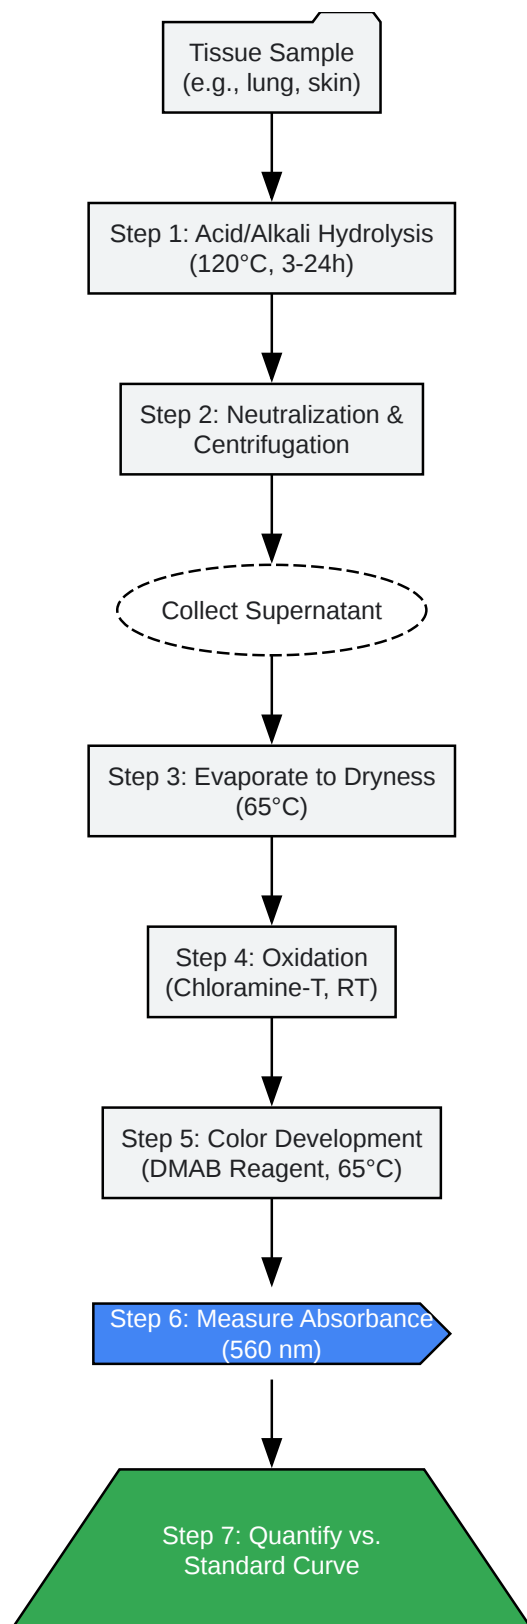 Tissue Sample
(e.g., lung, skin)
Step 1: Acid/Alkali Hydrolysis
(120°C, 3-24h)
Step 2: Neutralization &
Centrifugation
Collect Supernatant
Step 3: Evaporate to Dryness
(65°C)
Step 4: Oxidation
(Chloramine-T, RT)
Step 5: Color Development
(DMAB Reagent, 65°C)
Step 6: Measure Absorbance
(560 nm)
Step 7: Quantify vs.
Standard Curve